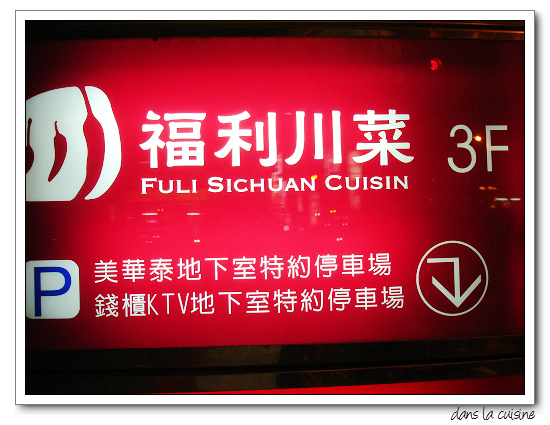 福利川菜 3F
FULI SICHUAN CUISIN
P 美華泰地下室特約停車場
錢櫃KTV地下室特約停車場
dans la cuisine